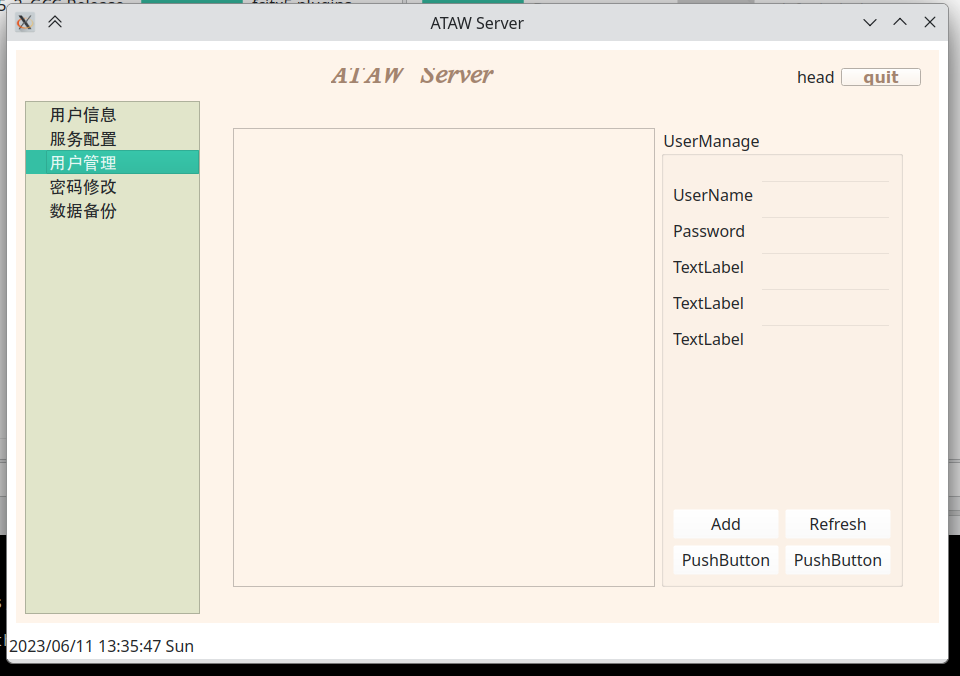 ATAW Server
ATAW Server
head quit
用户信息
服务配置
用户管理
密码修改
数据备份
UserManage
UserName
Password
TextLabel
TextLabel
TextLabel
Add Refresh
PushButton PushButton
2023/06/11 13:35:47 Sun